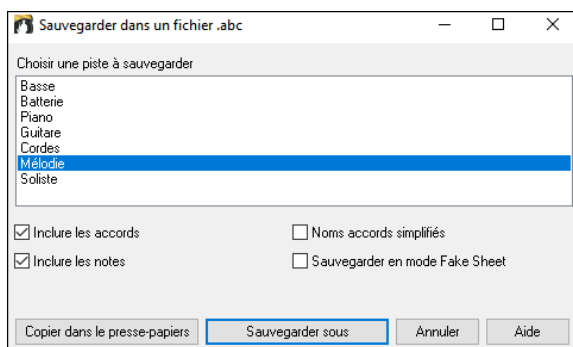 Sauvegarder dans un fichier .abc
Choisir une piste à sauvegarder
Basse
Batterie
Piano
Guitare
Cordes
Mélodie
Soliste
Inclure les accords
Noms accords simplifiés
Inclure les notes
Sauvegarder en mode Fake Sheet
Copier dans le presse-papiers
Sauvegarder sous
Annuler
Aide